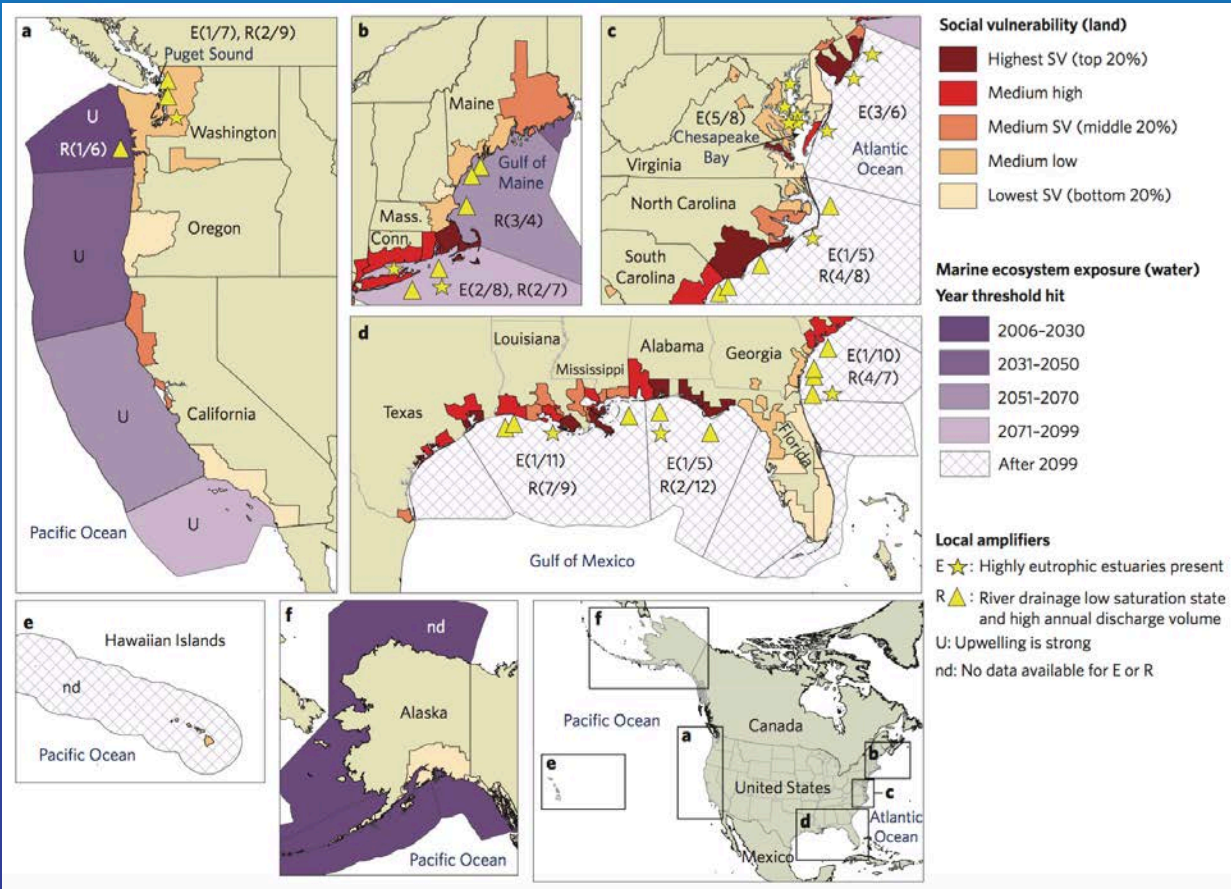 a
E(1/7), R(2/9)
Puget Sound
U
R(1/6)
Washington
U
Oregon
U
California
U
Pacific Ocean
b
Maine
Gulf of
Maine
Mass.
R(3/4)
Conn.
E(2/8), R(2/7)
c
E(5/8)
Chesapeake
Bay
E(3/6)
Atlantic
Ocean
Virginia
North Carolina
South
Carolina
E(1/5)
R(4/8)
d
Louisiana
Mississippi
Alabama
Georgia
Texas
E(1/10)
R(4/7)
Florida
E(1/11)
R(7/9)
E(1/5)
R(2/12)
Gulf of Mexico
e
Hawaiian Islands
nd
Pacific Ocean
f
nd
Alaska
Pacific Ocean
f
Pacific Ocean
Canada
a
e
b
United States
c
d
Atlantic
Ocean
Mexico
Social vulnerability (land)
Highest SV (top 20%)
Medium high
Medium SV (middle 20%)
Medium low
Lowest SV (bottom 20%)
Marine ecosystem exposure (water)
Year threshold hit
2006–2030
2031–2050
2051–2070
2071–2099
After 2099
Local amplifiers
E : Highly eutrophic estuaries present
R : River drainage low saturation state
and high annual discharge volume
U: Upwelling is strong
nd: No data available for E or R